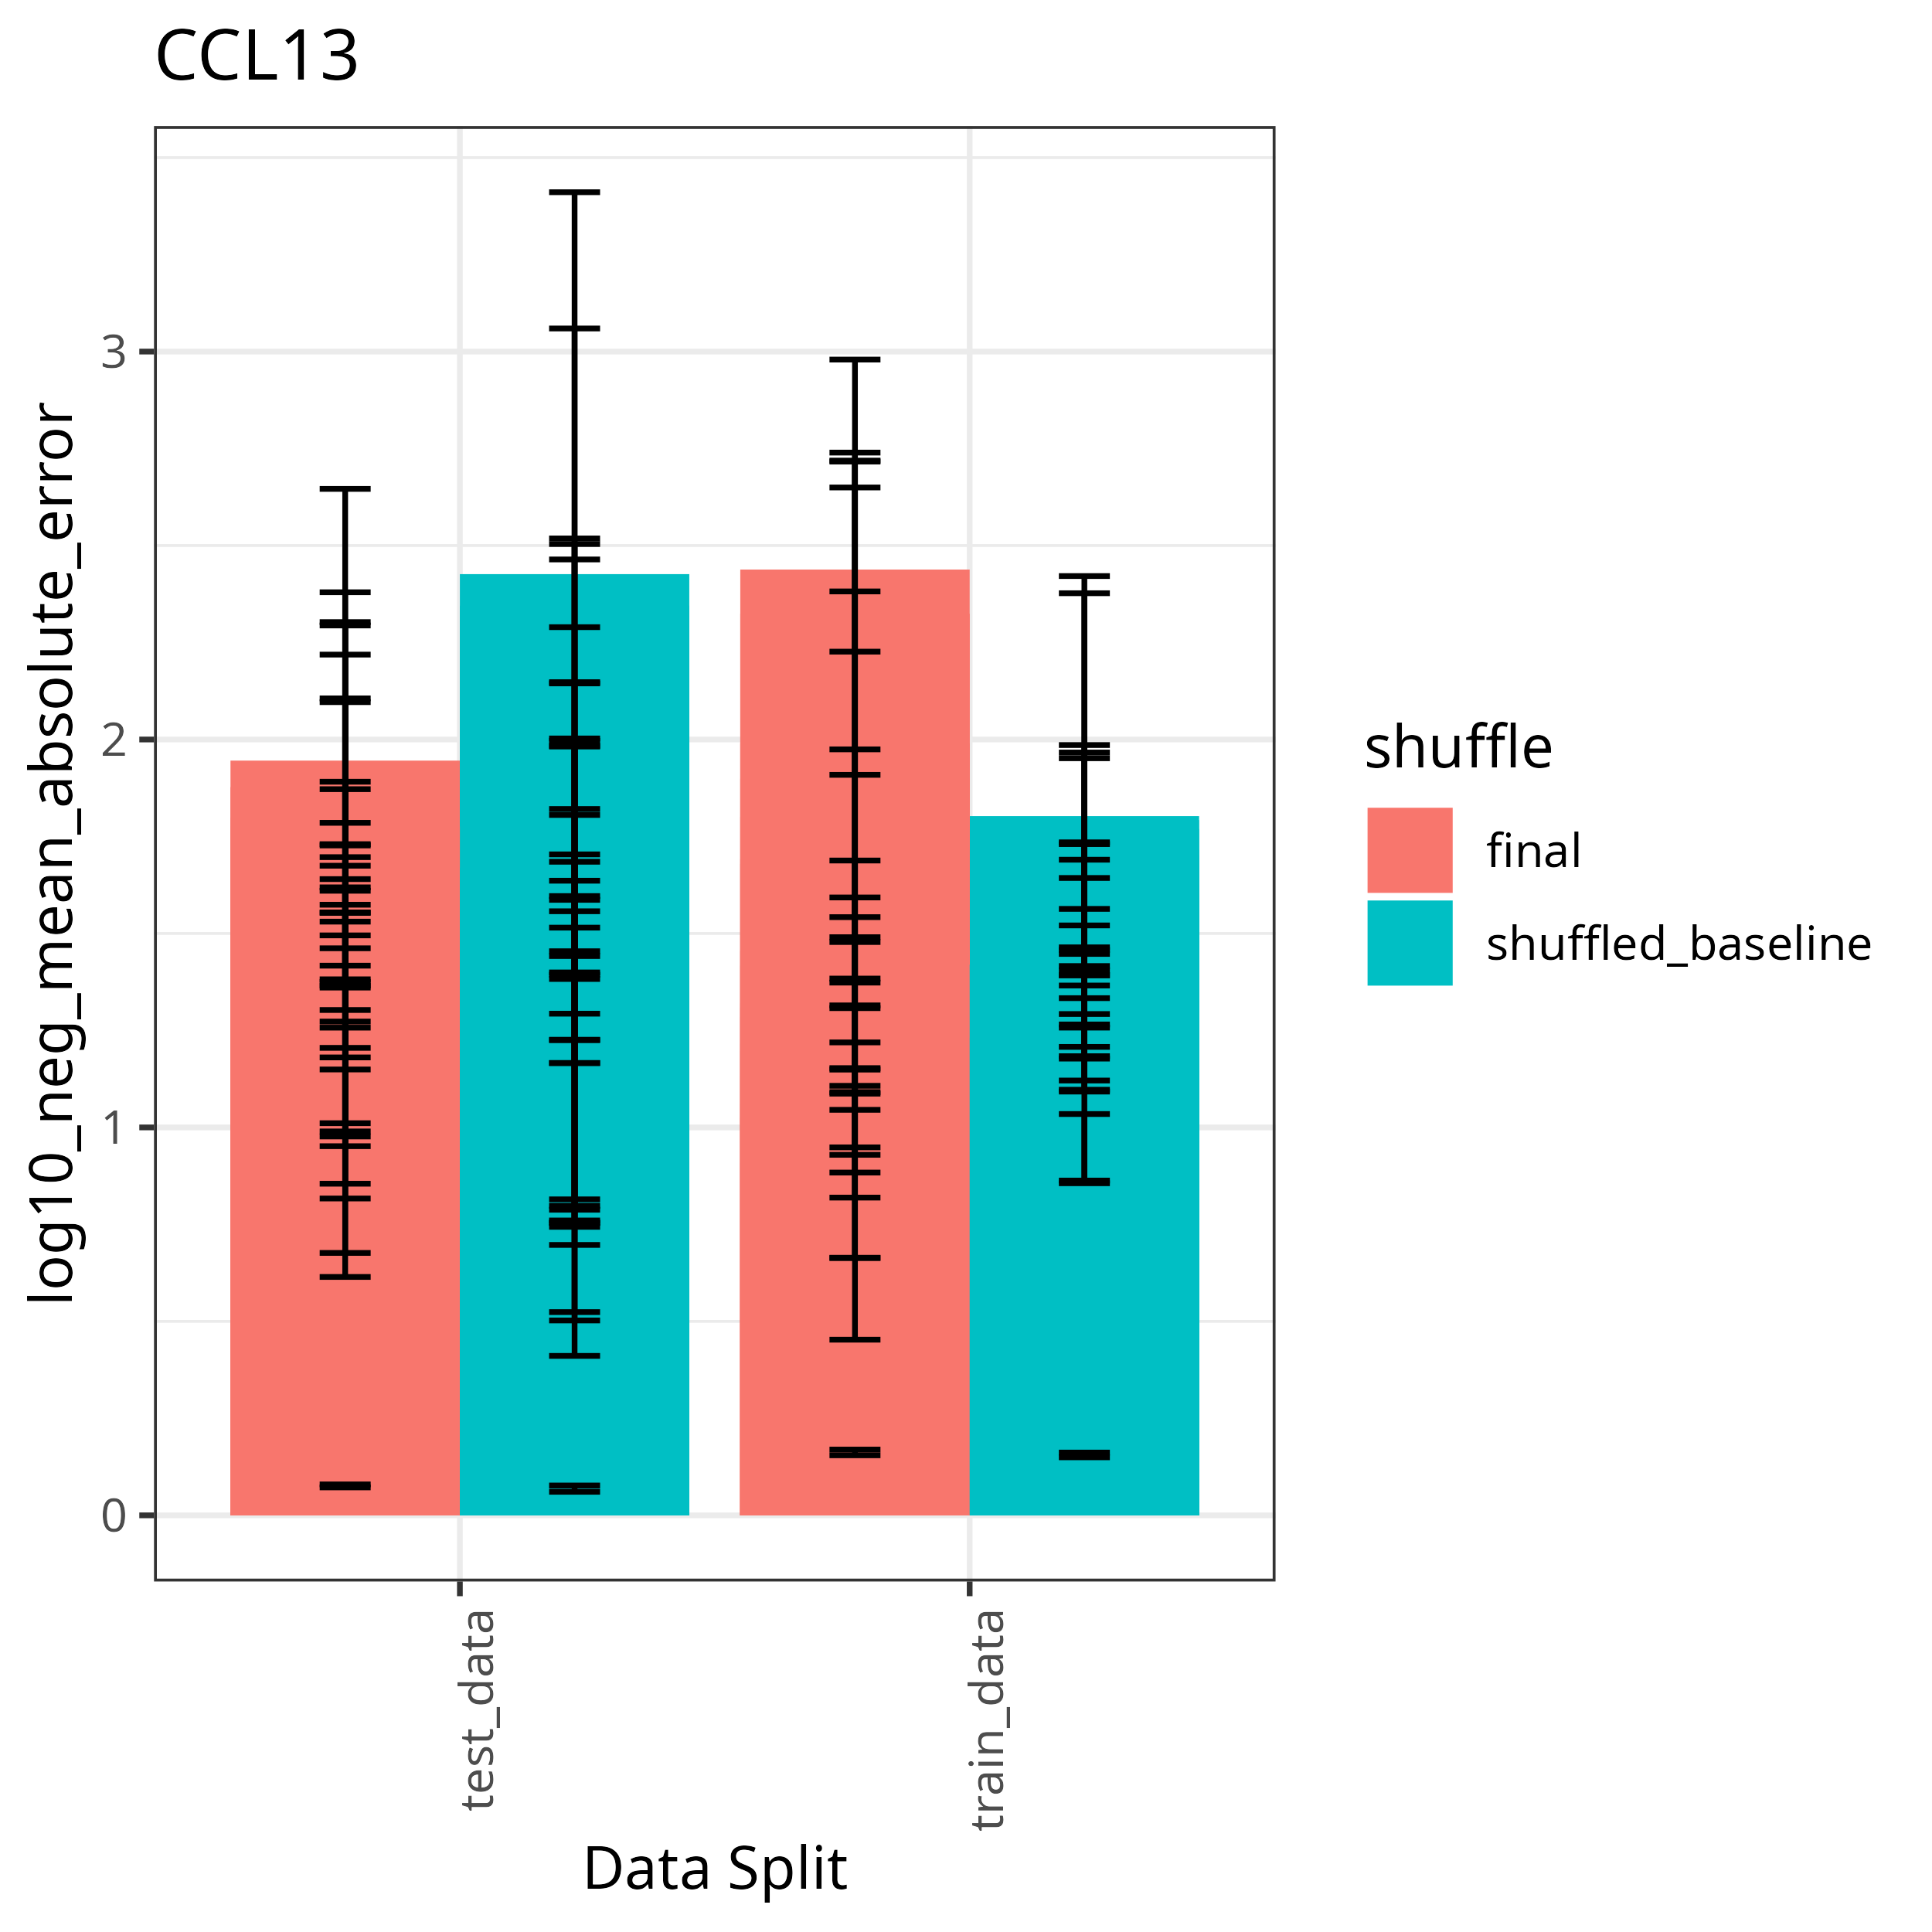 CCL13
log10_neg_mean_absolute_error
3
2
1
0
test_data
train_data
Data Split
shuffle
final
shuffled_baseline